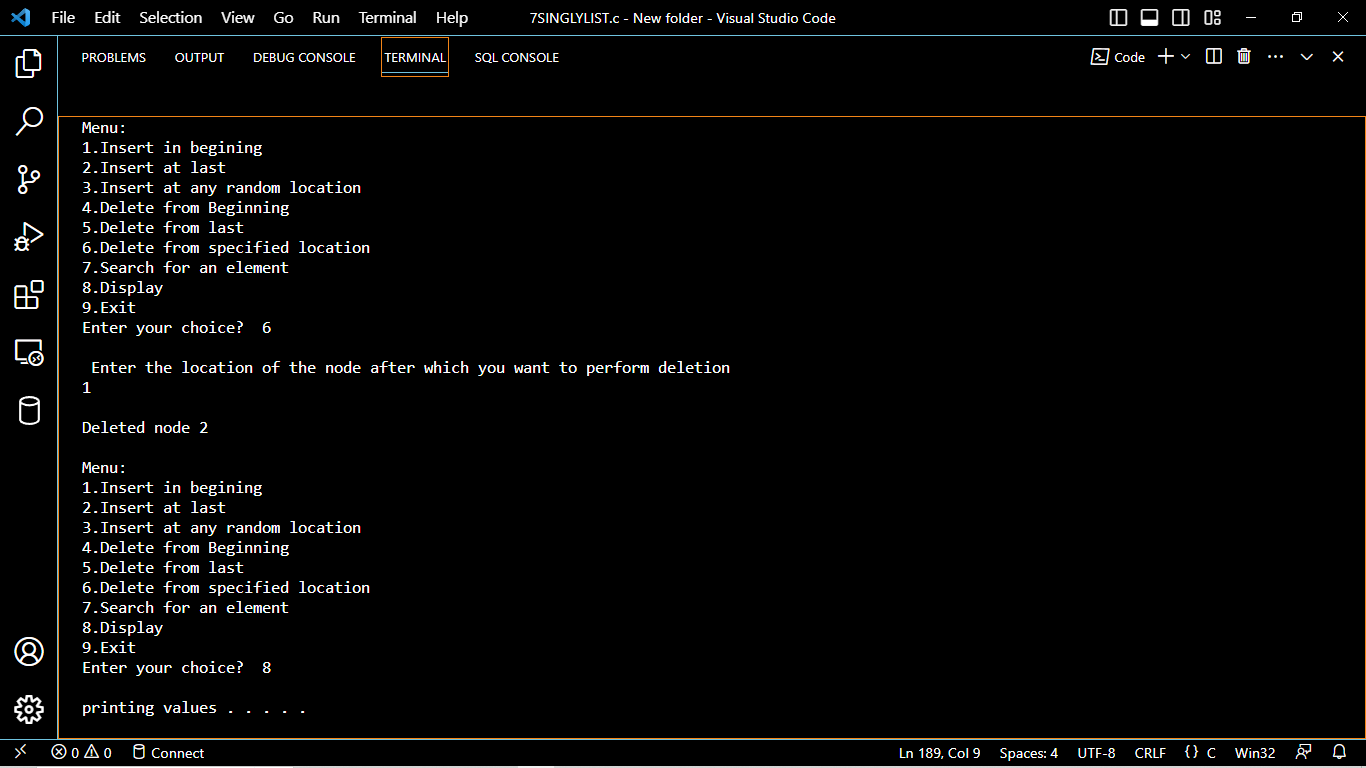 File Edit Selection View Go Run Terminal Help 7SINGLYLIST.c - New folder - Visual Studio Code
PROBLEMS OUTPUT DEBUG CONSOLE TERMINAL SQL CONSOLE Code
Menu:
1.Insert in begining
2.Insert at last
3.Insert at any random location
4.Delete from Beginning
5.Delete from last
6.Delete from specified location
7.Search for an element
8.Display
9.Exit
Enter your choice?  6
Enter the location of the node after which you want to perform deletion
1
Deleted node 2
Menu:
1.Insert in begining
2.Insert at last
3.Insert at any random location
4.Delete from Beginning
5.Delete from last
6.Delete from specified location
7.Search for an element
8.Display
9.Exit
Enter your choice?  8
printing values . . . . .
0 0 Connect Ln 189, Col 9 Spaces: 4 UTF-8 CRLF {} C Win32